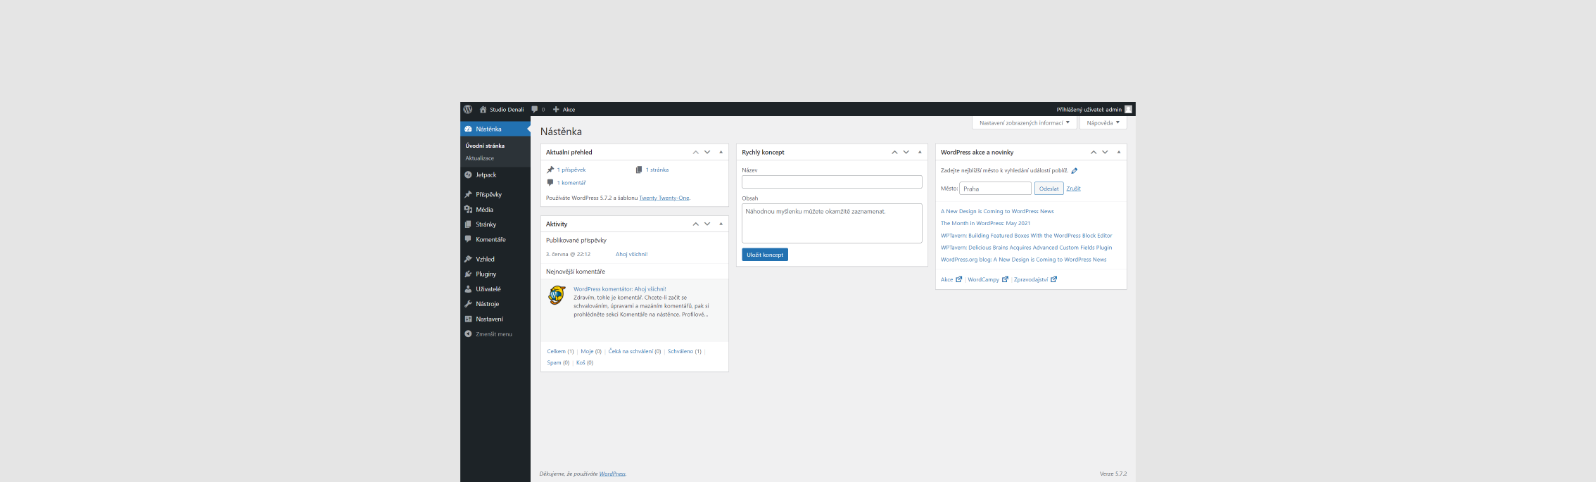 Studio Denali 0 Akce Přihlášený uživatel: admin
Nástěnka
Úvodní stránka
Aktualizace
Jetpack
Příspěvky
Média
Stránky
Komentáře
Vzhled
Pluginy
Uživatelé
Nástroje
Nastavení
Zmenšit menu
Nastavení zobrazených informací Nápověda
Nástěnka
Aktuální přehled
1 příspěvek 1 stránka
1 komentář
Používáte WordPress 5.7.2 a šablonu Twenty Twenty-One.
Aktivity
Publikované příspěvky
2. června @ 22:12 Ahoj všichni!
Nejnovější komentáře
WordPress komentátor: Ahoj všichni!
Zdravím, tohle je komentář. Chcete-li začít se
schvalováním, úpravami a mazáním komentářů, pak si
prohlédněte sekci Komentáře na nástěnce. Profilové…
Celkem (1) | Moje (0) | Čeká na schválení (0) | Schváleno (1) |
Spam (0) | Koš (0)
Rychlý koncept
Název
Obsah
Náhodnou myšlenku můžete okamžitě zaznamenat.
Uložit koncept
WordPress akce a novinky
Zadejte nejbližší město k vyhledání událostí poblíž.
Město: Praha Odeslat Zrušit
A New Design is Coming to WordPress News
The Month in WordPress: May 2021
WPTavern: Building Featured Boxes With the WordPress Block Editor
WPTavern: Delicious Brains Acquires Advanced Custom Fields Plugin
WordPress.org blog: A New Design is Coming to WordPress News
Akce | WordCampy | Zpravodajství
Děkujeme, že používáte WordPress.
Verze 5.7.2